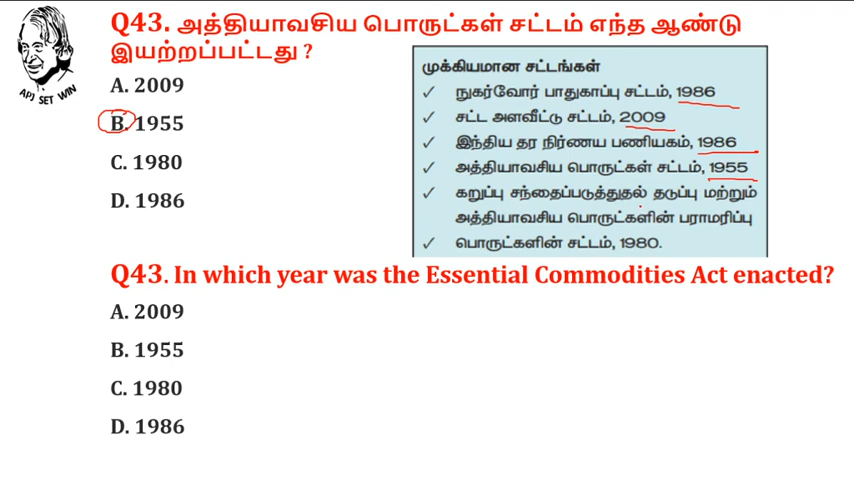 Q43. அத்தியாவசிய பொருட்கள் சட்டம் எந்த ஆண்டு
இயற்றப்பட்டது ?
A. 2009
B. 1955
C. 1980
D. 1986
முக்கியமான சட்டங்கள்
✓ நுகர்வோர் பாதுகாப்பு சட்டம், 1986
✓ சட்ட அளவீட்டு சட்டம், 2009
✓ இந்திய தர நிர்ணய பணியகம், 1986
✓ அத்தியாவசிய பொருட்கள் சட்டம், 1955
✓ கறுப்பு சந்தைப்படுத்துதல் தடுப்பு மற்றும்
அத்தியாவசிய பொருட்களின் பராமரிப்பு
✓ பொருட்களின் சட்டம், 1980.
APJ SET WIN
Q43. In which year was the Essential Commodities Act enacted?
A. 2009
B. 1955
C. 1980
D. 1986